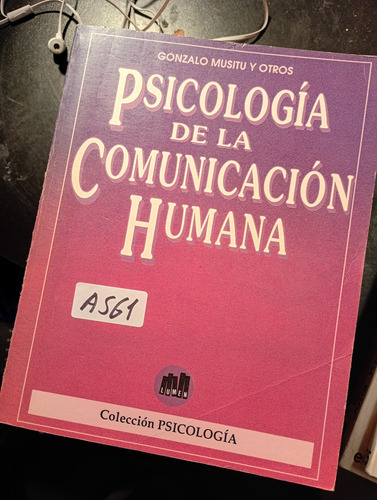 GONZALO MUSITU Y OTROS
PSICOLOGÍA
DE LA
COMUNICACIÓN
HUMANA
A561
LUMEN
Colección PSICOLOGÍA